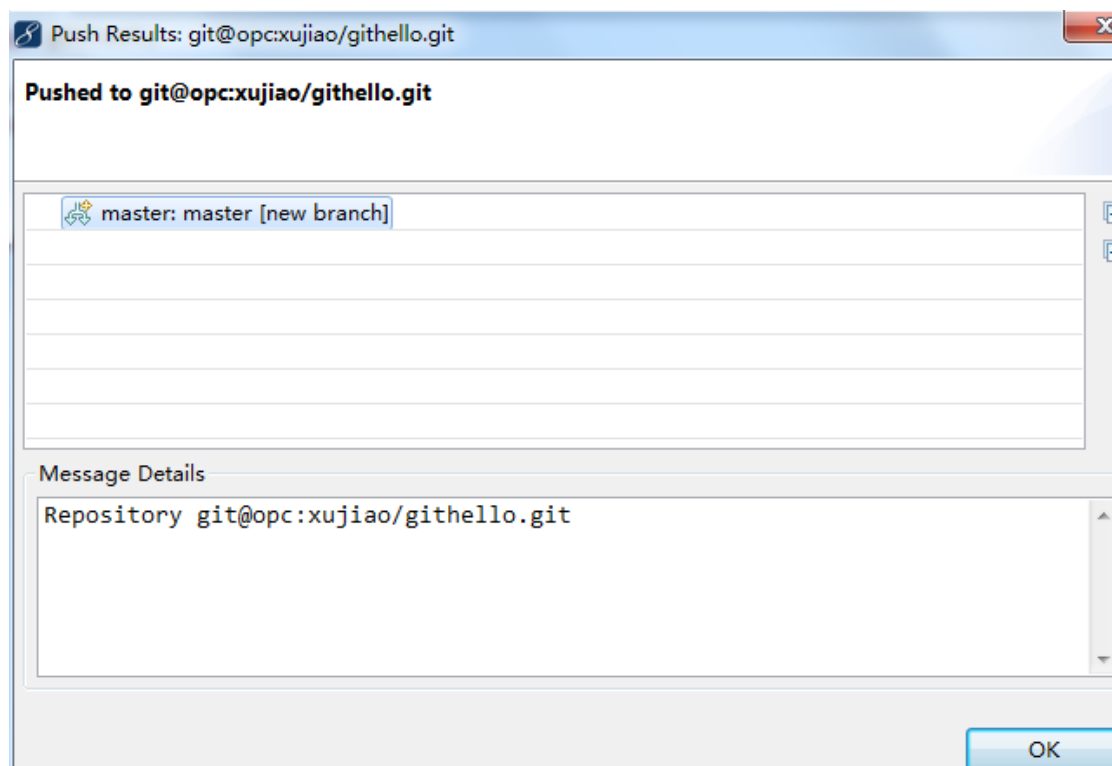 Push Results: git@opc:xujiao/githello.git
Pushed to git@opc:xujiao/githello.git
master: master [new branch]
Message Details
Repository git@opc:xujiao/githello.git
OK